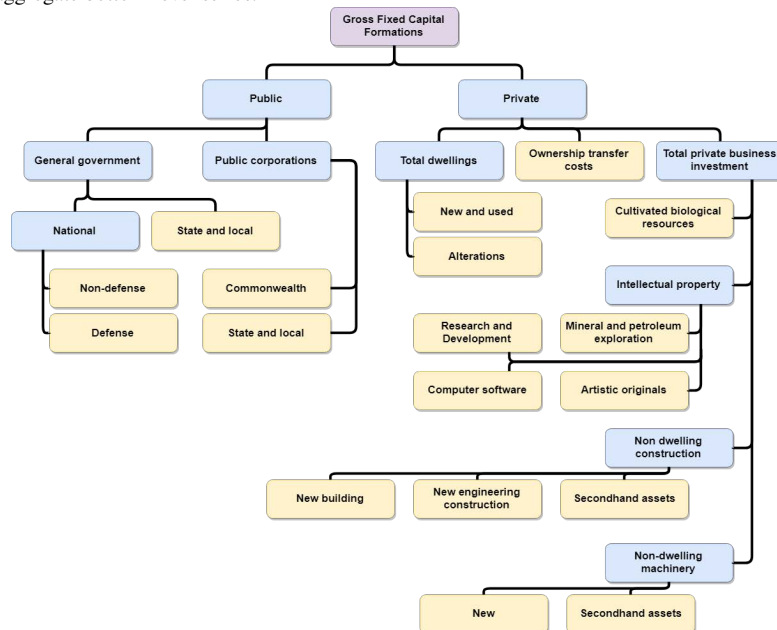 Gross Fixed Capital
Formations
Public
Private
General government
Public corporations
Total dwellings
Ownership transfer
costs
Total private business
investment
New and used
Cultivated biological
resources
National
State and local
Alterations
Non-defense
Commonwealth
Intellectual property
Defense
State and local
Research and
Development
Mineral and petroleum
exploration
Computer software
Artistic originals
Non dwelling
construction
New building
New engineering
construction
Secondhand assets
Non-dwelling
machinery
New
Secondhand assets